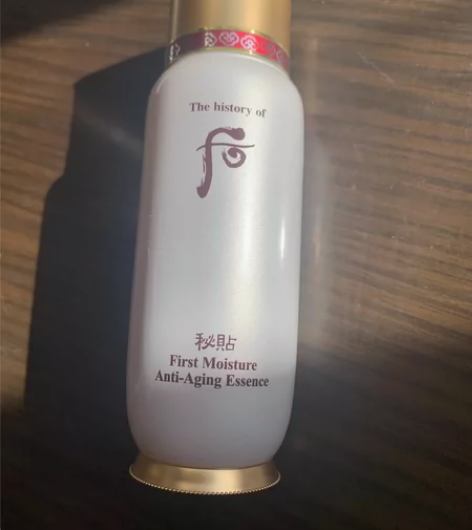 The history of
后
秘貼
First Moisture
Anti-Aging Essence